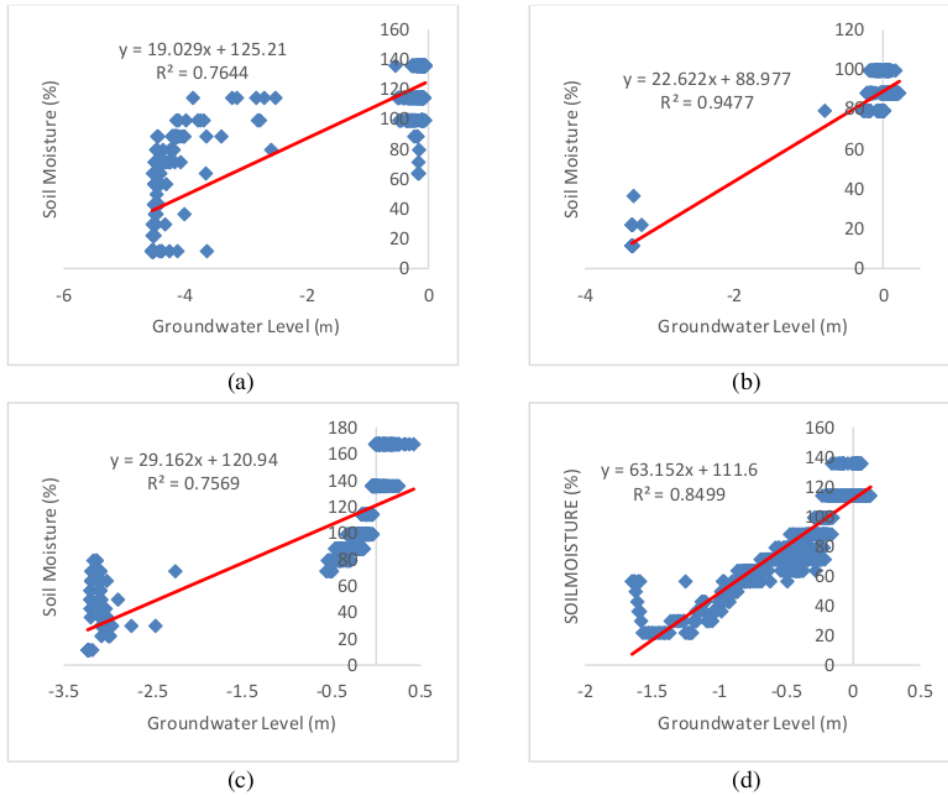 y = 19.029x + 125.21
R² = 0.7644
160
140
120
100
80
60
40
20
0
-6
-4
-2
0
Soil Moisture (%)
Groundwater Level (m)
(a)
y = 22.622x + 88.977
R² = 0.9477
120
100
80
60
40
20
0
-4
-2
0
Soil Moisture (%)
Groundwater Level (m)
(b)
y = 29.162x + 120.94
R² = 0.7569
180
160
140
120
100
80
60
40
20
0
-3.5
-2.5
-1.5
-0.5
0.5
Soil Moisture (%)
Groundwater Level (m)
(c)
y = 63.152x + 111.6
R² = 0.8499
160
140
120
100
80
60
40
20
0
-2
-1.5
-1
-0.5
0
0.5
SOILMOISTURE (%)
Groundwater Level (m)
(d)